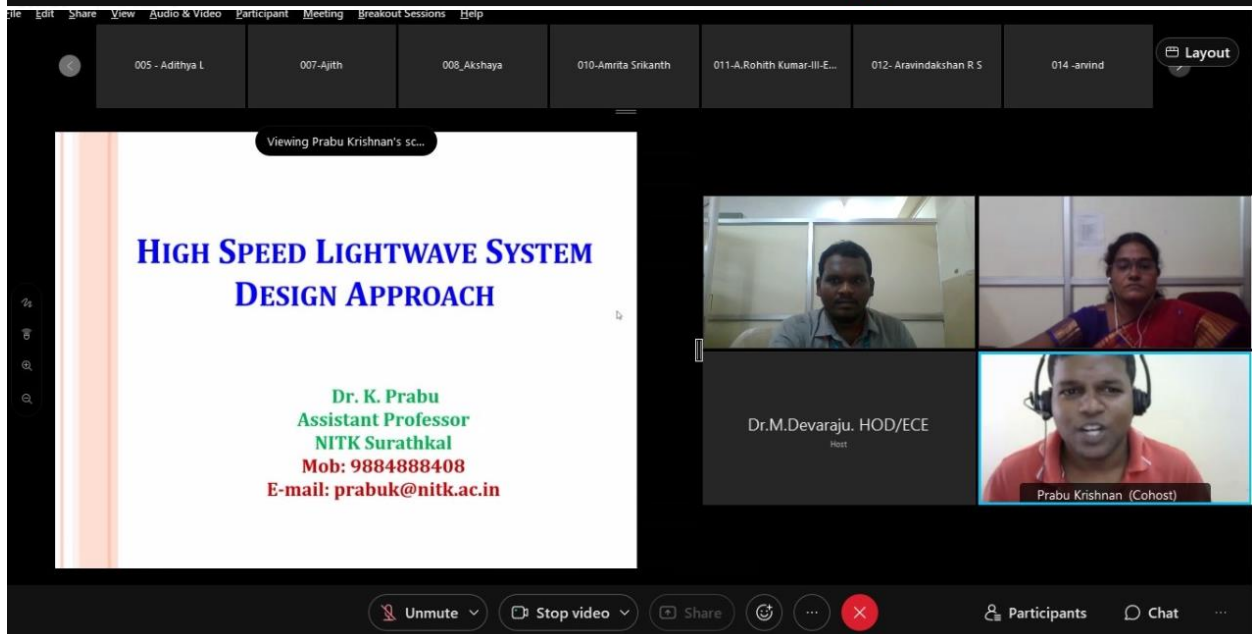 File Edit Share View Audio & Video Participant Meeting Breakout Sessions Help
005 - Adithya L
007-Ajith
008_Akshaya
010-Amrita Srikanth
011-A.Rohith Kumar-III-E...
012- Aravindakshan R S
014 -arvind
Layout
Viewing Prabu Krishnan's sc...
HIGH SPEED LIGHTWAVE SYSTEM
DESIGN APPROACH
Dr. K. Prabu
Assistant Professor
NITK Surathkal
Mob: 9884888408
E-mail: prabuk@nitk.ac.in
Dr.M.Devaraju. HOD/ECE
Host
Prabu Krishnan (Cohost)
Unmute
Stop video
Share
Participants
Chat